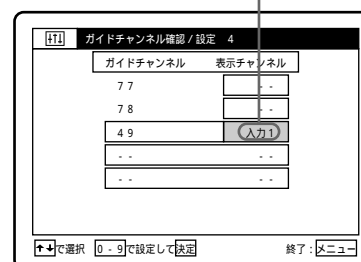 ガイドチャンネル確認/設定 4
ガイドチャンネル 表示チャンネル
77 --
78 --
49 入力1
-- --
-- --
↑↓で選択 0-9で設定して決定 終了:メニュー